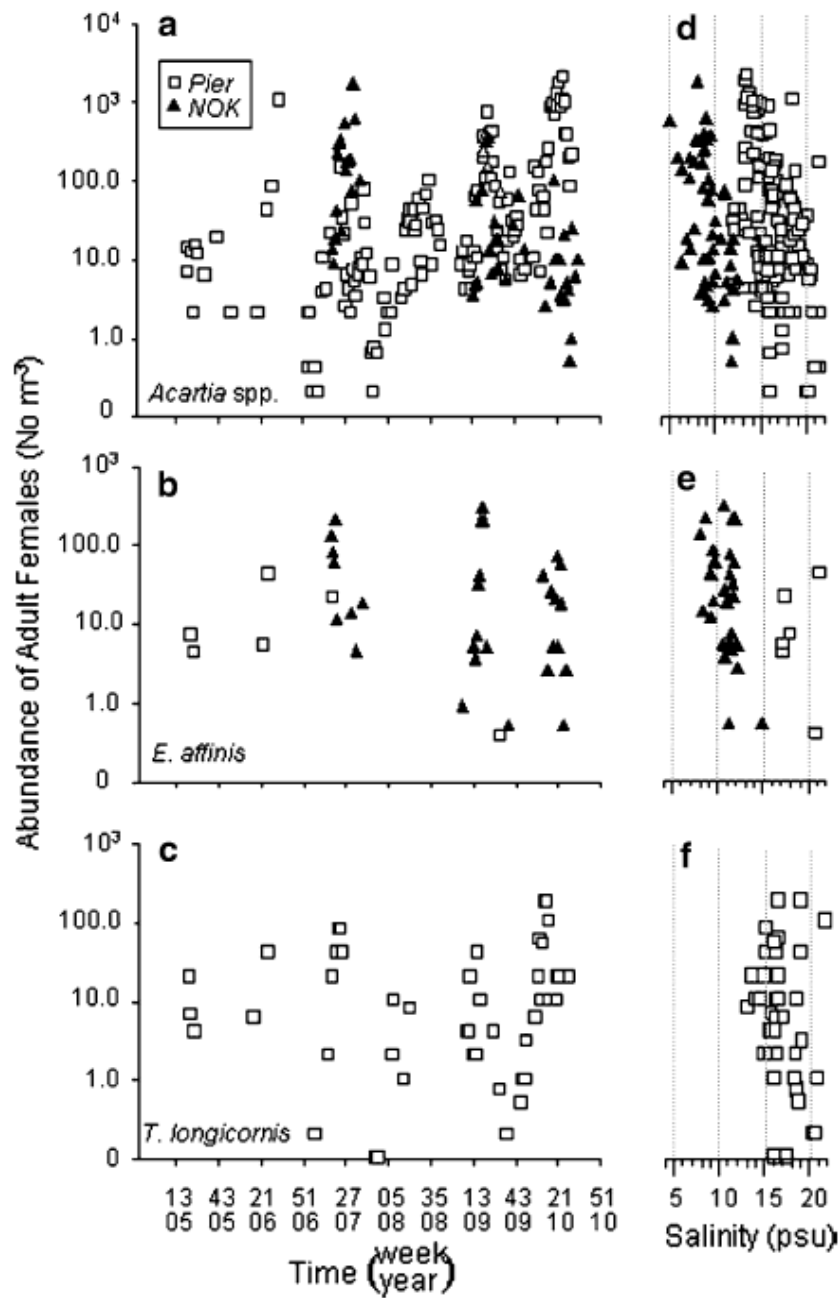 Abundance of Adult Females (No m⁻³)
a
10⁴
10³
100.0
10.0
1.0
0
Pier
NOK
Acartia spp.
d
b
10³
100.0
10.0
1.0
0
E. affinis
e
c
10³
100.0
10.0
1.0
0
T. longicornis
f
13 43 21 51 27 05 35 13 43 21 51
05 05 06 06 07 08 08 09 09 10 10
Time (week
year)
5 10 15 20
Salinity (psu)